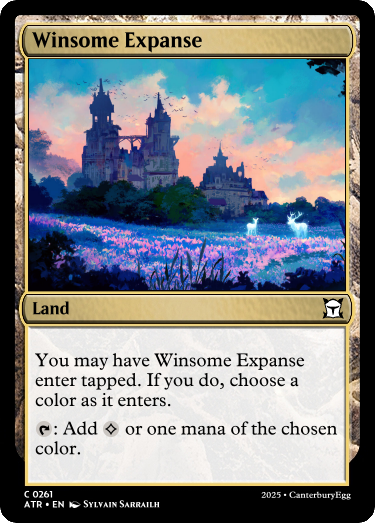 Winsome Expanse
Land
You may have Winsome Expanse
enter tapped. If you do, choose a
color as it enters.
: Add or one mana of the chosen
color.
C 0261
ATR • EN Sylvain Sarrailh
2025 • CanterburyEgg